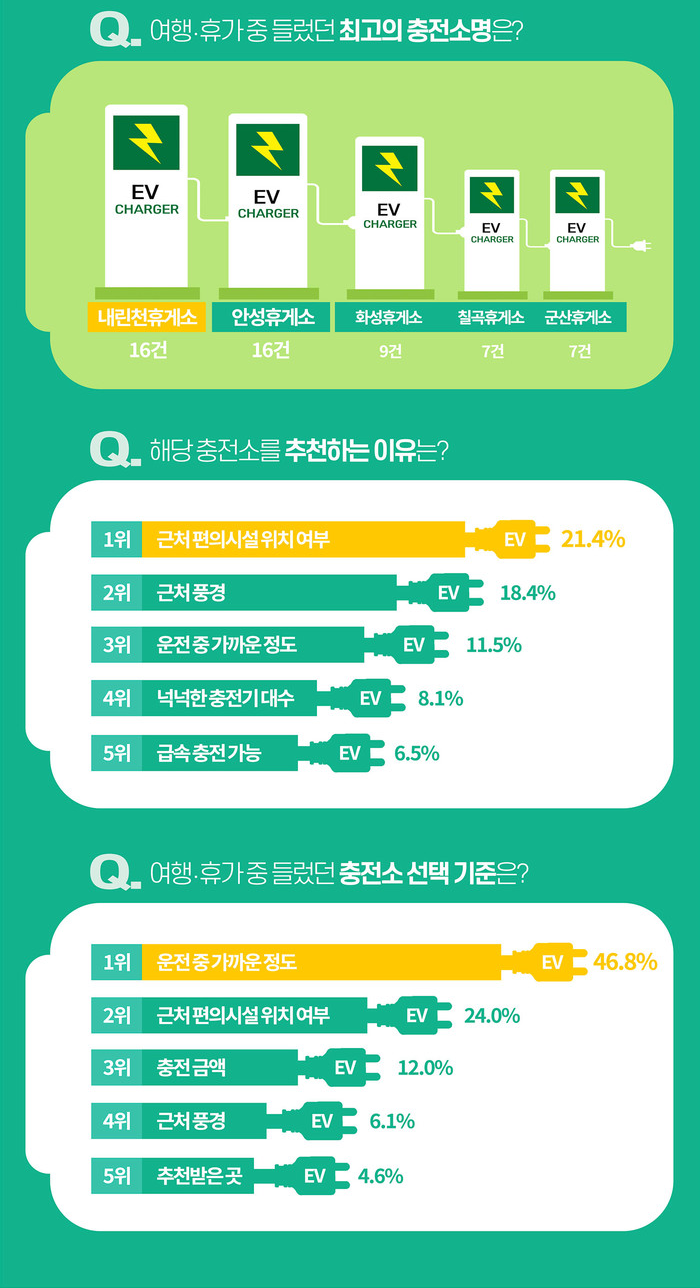 Q. 여행·휴가 중 들렀던 최고의 충전소명은?
EV
CHARGER
EV
CHARGER
EV
CHARGER
EV
CHARGER
EV
CHARGER
내린천휴게소 안성휴게소 화성휴게소 칠곡휴게소 군산휴게소
16건 16건 9건 7건 7건
Q. 해당 충전소를 추천하는 이유는?
1위 근처 편의시설 위치 여부 EV 21.4%
2위 근처 풍경 EV 18.4%
3위 운전 중 가까운 정도 EV 11.5%
4위 넉넉한 충전기 대수 EV 8.1%
5위 급속 충전 가능 EV 6.5%
Q. 여행·휴가 중 들렀던 충전소 선택 기준은?
1위 운전 중 가까운 정도 EV 46.8%
2위 근처 편의시설 위치 여부 EV 24.0%
3위 충전 금액 EV 12.0%
4위 근처 풍경 EV 6.1%
5위 추천받은 곳 EV 4.6%